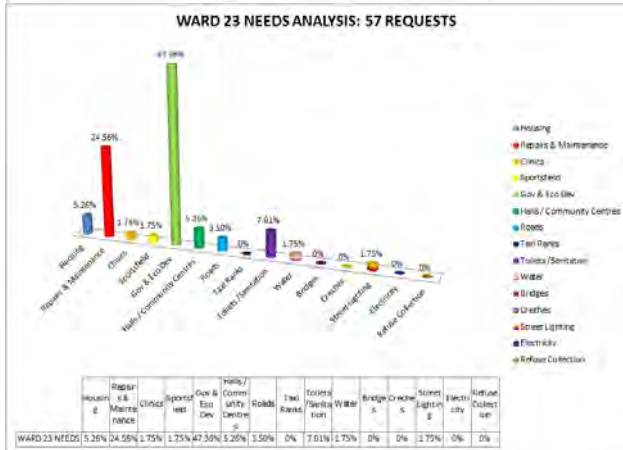 WARD 23 NEEDS ANALYSIS: 57 REQUESTS
5.26%
24.56%
1.75%
1.75%
5.26%
3.50%
0%
7.01%
1.75%
0%
0%
1.75%
0%
0%
Housing
Repairs & Maintenance
Clinics
Sportsfield
Gov & Eco Dev
Halls / Community Centres
Roads
Taxi Ranks
Toilets /Sanitation
Water
Bridges
Creches
Street Lighting
Electricity
Refuse Collection
Housing
Repairs & Maintenance
Clinics
Sportsfield
Gov & Eco Dev
Halls / Community Centres
Roads
Taxi Ranks
Toilets /Sanitation
Water
Bridges
Street Lighting
Electricity
Refuse Collection
Housing Repairs & Maintenance Clinics Sportsfield Gov & Eco Dev Halls / Community Centres Roads Taxi Ranks Toilets /Sanitation Water Bridges Creches Street Lighting Electricity Refuse Collection
WARD 23 NEEDS 5.26% 24.56% 1.75% 1.75% 5.26% 3.50% 0% 7.01% 1.75% 0% 0% 1.75% 0% 0%